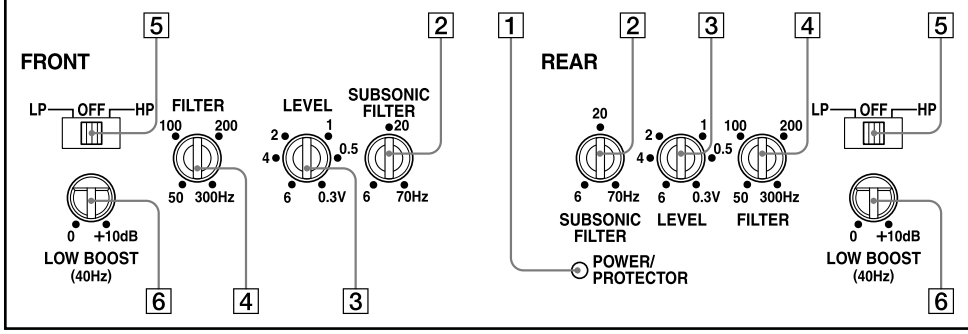 5 2 1 2 3 4 5
FRONT REAR
LP OFF HP FILTER LEVEL SUBSONIC FILTER LP OFF HP
100 200 2 1 20 20 2 1 100 200
4 0.5 4 0.5
50 300Hz 6 0.3V 6 70Hz 6 70Hz 6 0.3V 50 300Hz
SUBSONIC FILTER LEVEL FILTER
0 +10dB 0 +10dB
LOW BOOST (40Hz) POWER/ PROTECTOR LOW BOOST (40Hz)
6 4 3 6